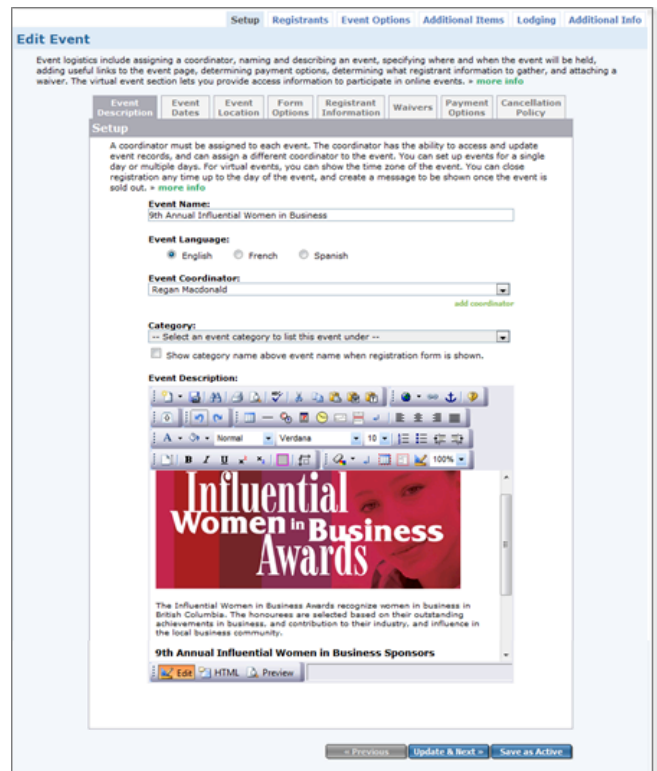 Setup Registrants Event Options Additional Items Lodging Additional Info
Edit Event
Event logistics include assigning a coordinator, naming and describing an event, specifying where and when the event will be held,
adding useful links to the event page, determining payment options, determining what registrant information to gather, and attaching a
waiver. The virtual event section lets you provide access information to participate in online events. » more info
Event Description
Event Dates
Event Location
Form Options
Registrant Information
Waivers
Payment Options
Cancellation Policy
Setup
A coordinator must be assigned to each event. The coordinator has the ability to access and update
event records, and can assign a different coordinator to the event. You can set up events for a single
day or multiple days. For virtual events, you can show the time zone of the event. You can close
registration any time up to the day of the event, and create a message to be shown once the event is
sold out. » more info
Event Name:
9th Annual Influential Women in Business
Event Language:
English French Spanish
Event Coordinator:
Regan Macdonald
add coordinator
Category:
-- Select an event category to list this event under --
Show category name above event name when registration form is shown.
Event Description:
A Normal Verdana 10
B I U x² x₂ 100%
Influential
Women in Business
Awards
The Influential Women in Business Awards recognize women in business in
British Columbia. The honourees are selected based on their outstanding
achievements in business, and contribution to their industry, and influence in
the local business community.
9th Annual Influential Women in Business Sponsors
Edit HTML Preview
« Previous Update & Next » Save as Active